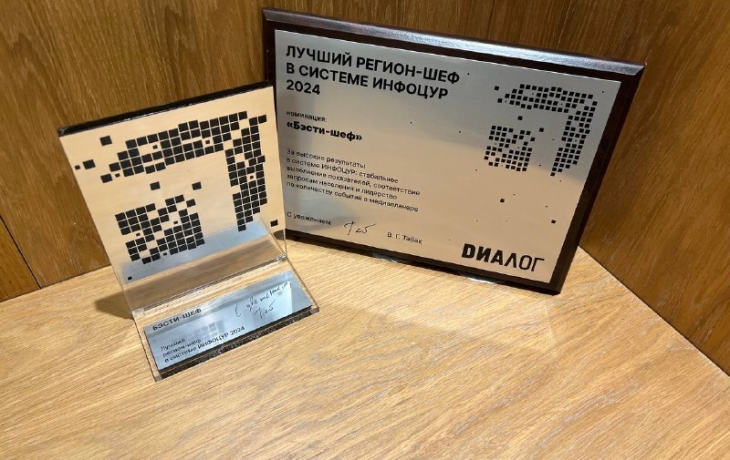 ЛУЧШИЙ РЕГИОН-ШЕФ
В СИСТЕМЕ ИНФОЦУР
2024
номинация:
«Бэсти-шеф»
За высокие результаты
в системе ИНФОЦУР: стабильное
выполнение показателей, соответствие
запросам населения и лидерство
по количеству событий в медиапланере
С уважением,
В. Г. Табак
DИАЛОГ
БЭСТИ-ШЕФ
Лучший
регион-шеф
в системе ИНФОЦУР 2024